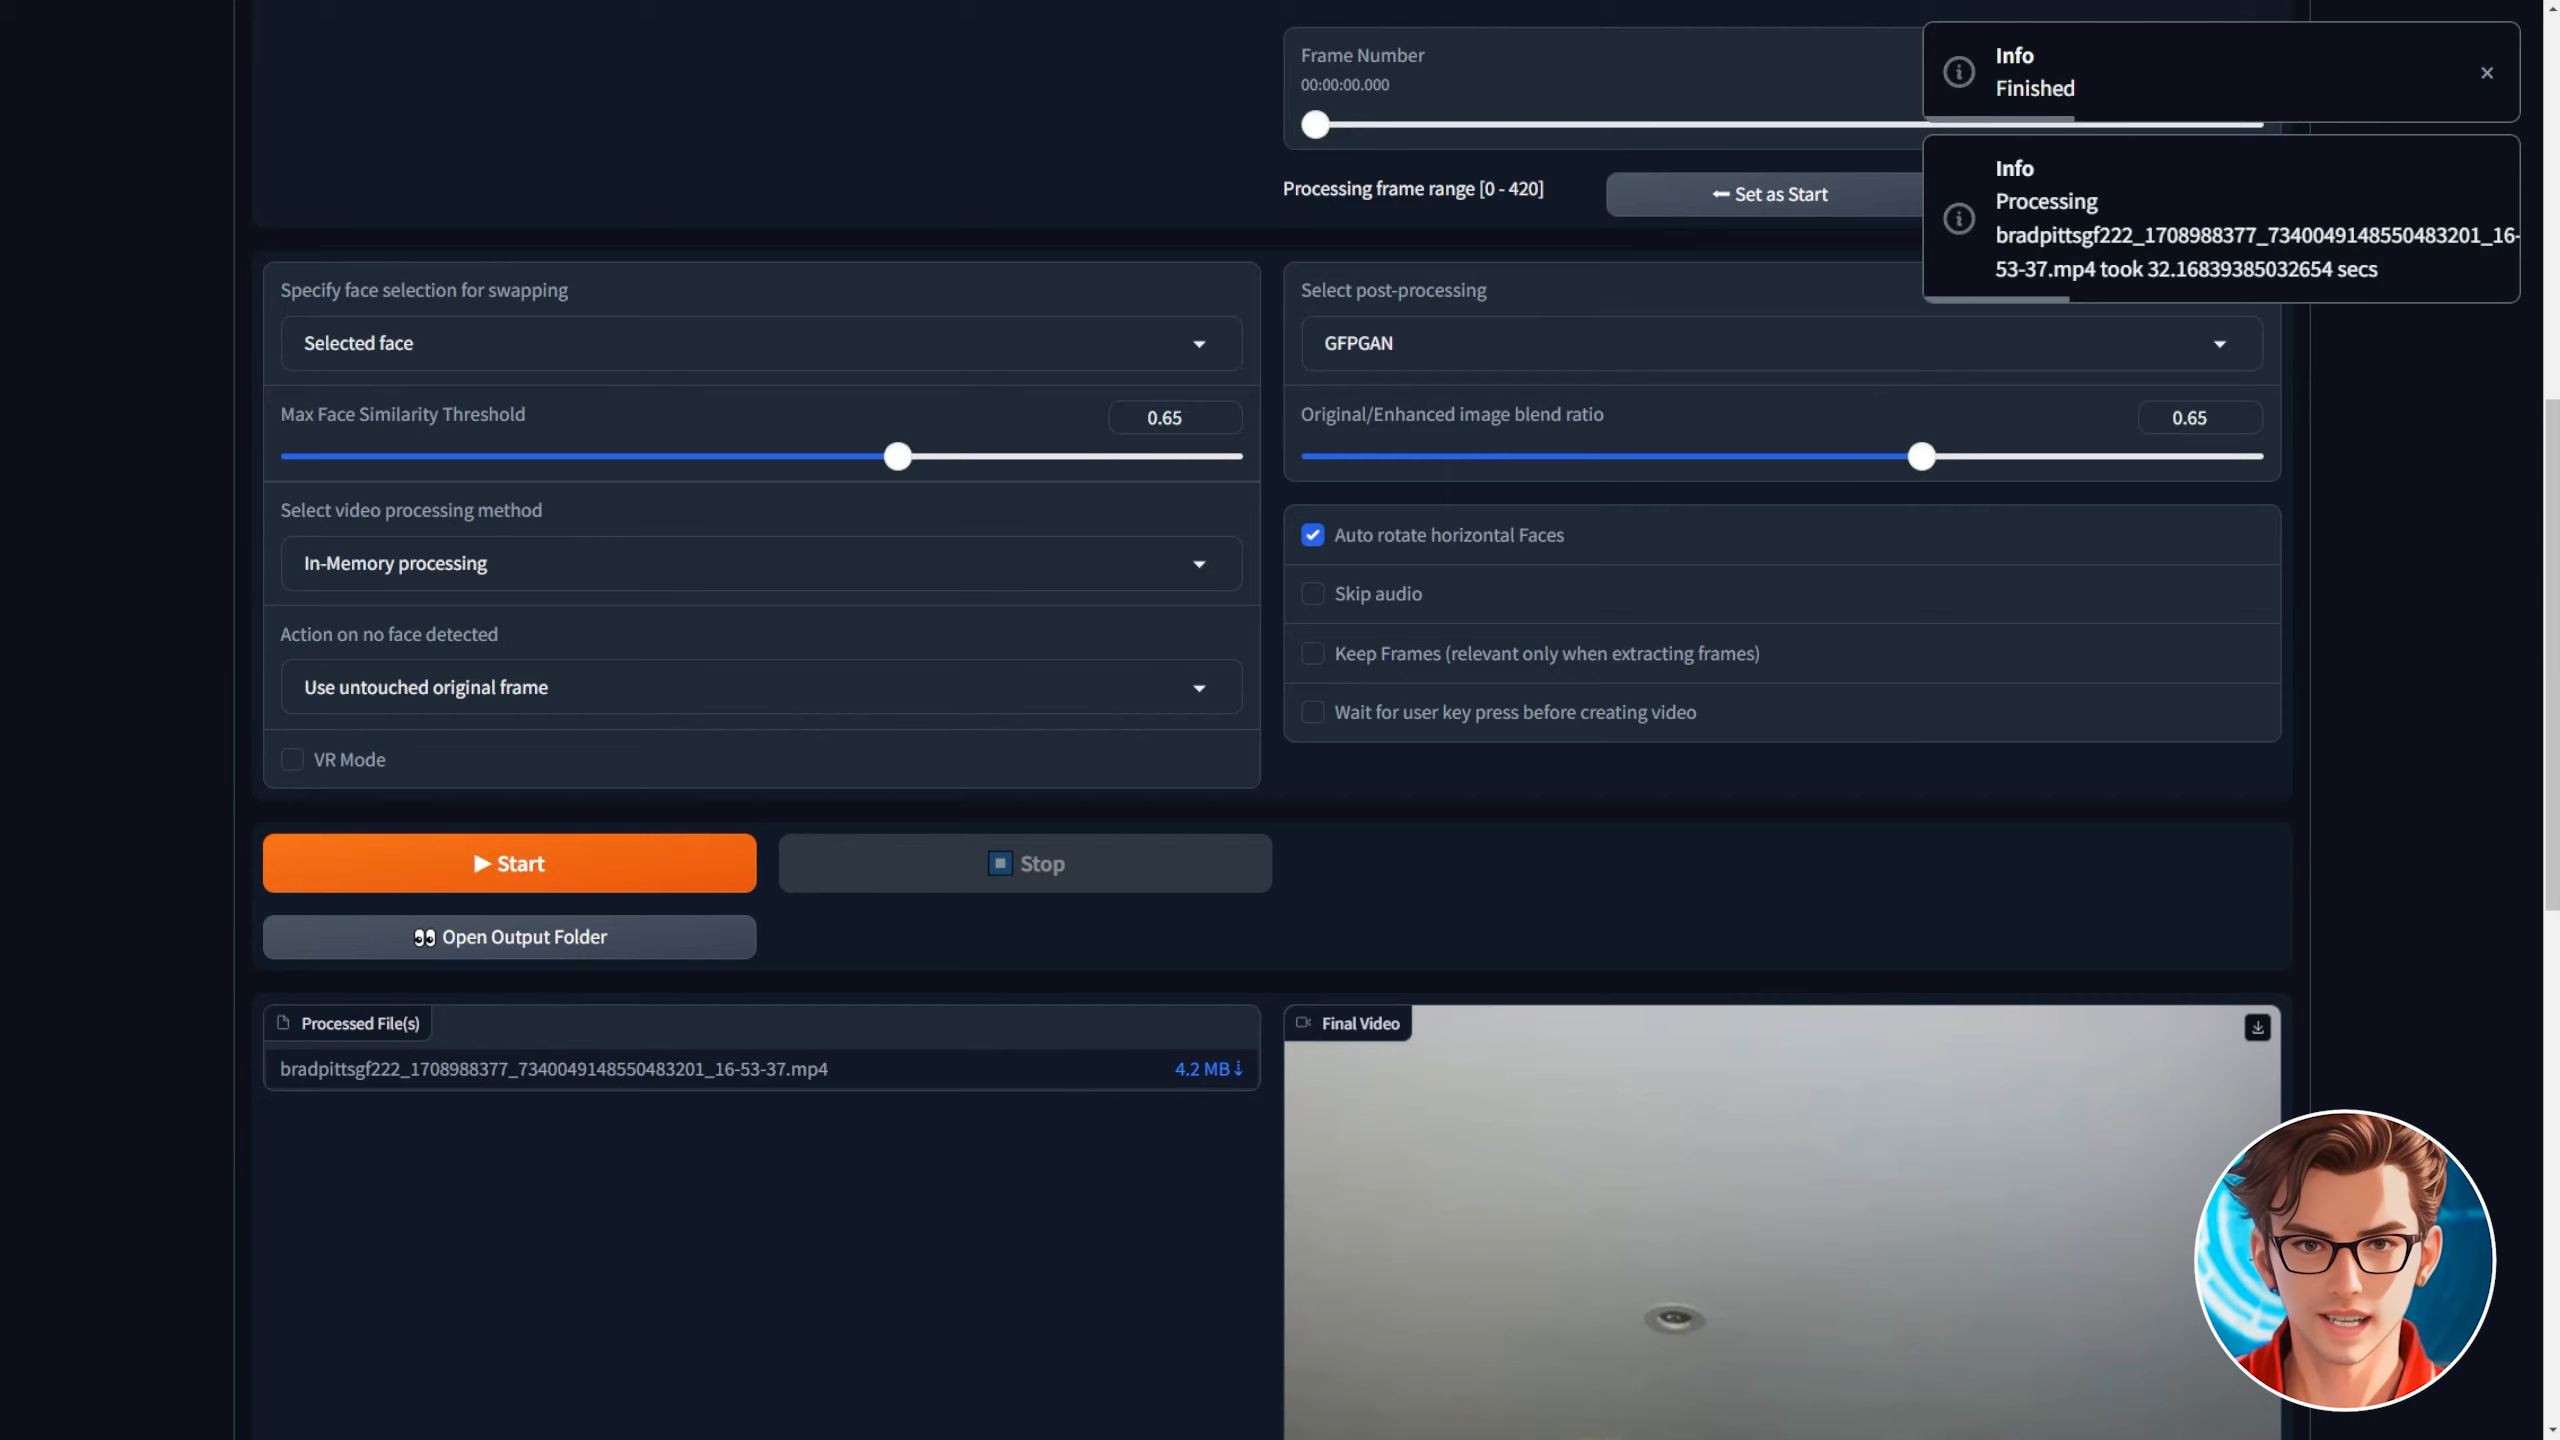 Frame Number
00:00:00.000
Info
Finished
Processing frame range [0 - 420]
Set as Start
Info
Processing
bradpittsgf222_1708988377_7340049148550483201_16-
53-37.mp4 took 32.16839385032654 secs
Specify face selection for swapping
Selected face
Max Face Similarity Threshold
0.65
Select video processing method
In-Memory processing
Action on no face detected
Use untouched original frame
VR Mode
Select post-processing
GFPGAN
Original/Enhanced image blend ratio
0.65
Auto rotate horizontal Faces
Skip audio
Keep Frames (relevant only when extracting frames)
Wait for user key press before creating video
Start
Stop
Open Output Folder
Processed File(s)
bradpittsgf222_1708988377_7340049148550483201_16-53-37.mp4
4.2 MB
Final Video